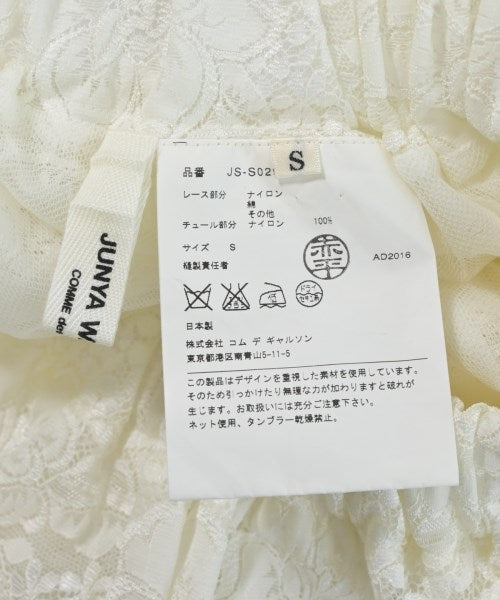 JUNYA W
COMME des
S
品番 JS-S02
レース部分 ナイロン
綿
その他
チュール部分 ナイロン 100%
サイズ S
縫製責任者
AD2016
ドライ
日本製
株式会社 コム デ ギャルソン
東京都港区南青山5-11-5
この製品はデザインを重視した素材を使用しています。
そのため引っかけたり無理な力が加わりますと破れが
生じます。お取扱いには充分ご注意下さい。
ネット使用、タンブラー乾燥禁止。